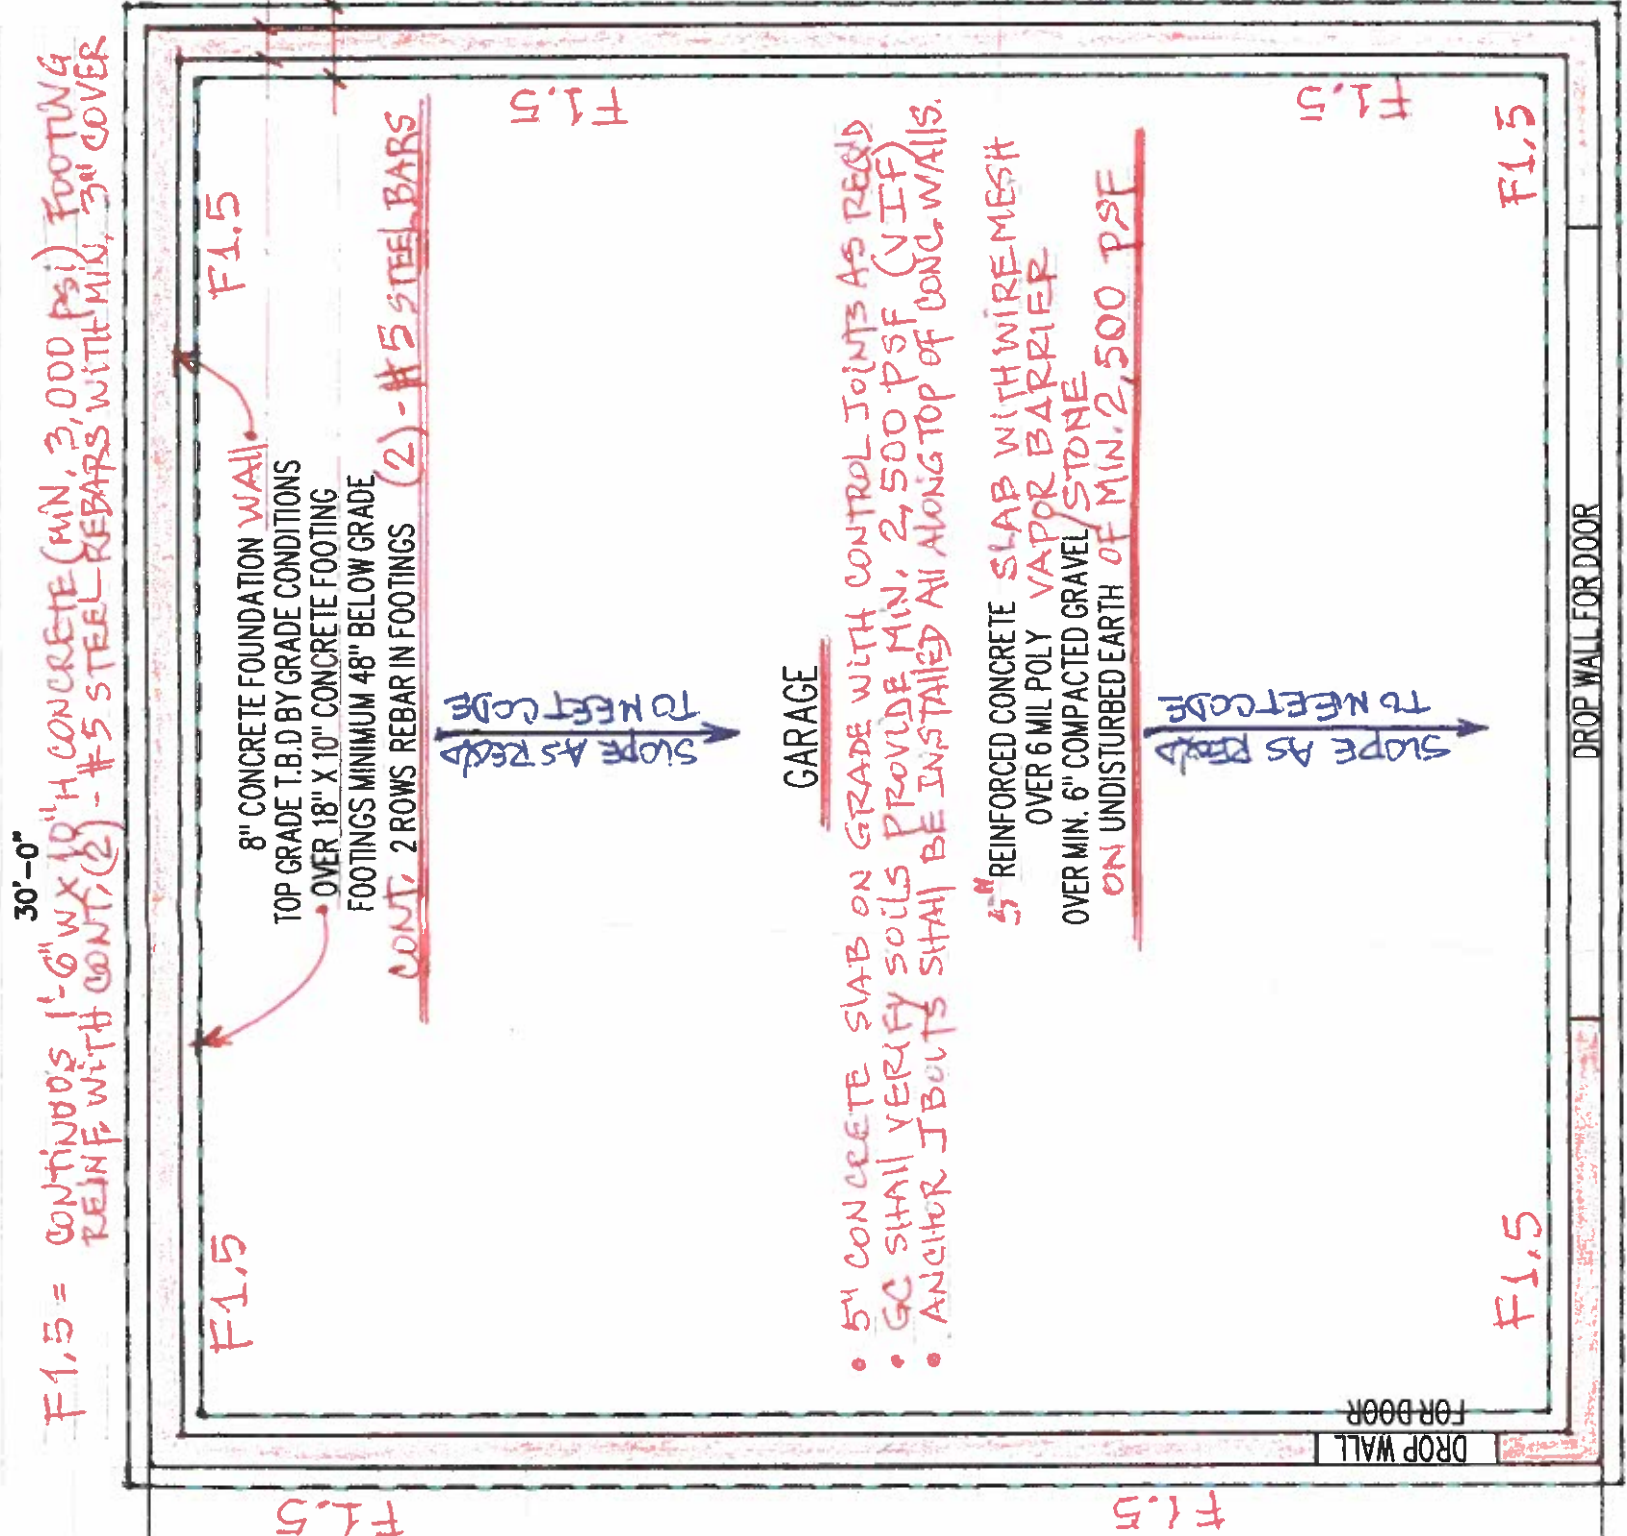 30'-0"
F1.5 = CONTINUOS 1'-6" W X 10" H CONCRETE (MIN. 3,000 PSI) FOOTING
REINF. WITH CONT. (2) - #5 STEEL REBARS WITH MIN. 3" COVER
F1.5
F1.5
8" CONCRETE FOUNDATION WAll
TOP GRADE T.B.D BY GRADE CONDITIONS
OVER 18" X 10" CONCRETE FOOTING
FOOTINGS MINIMUM 48" BELOW GRADE
CONT. 2 ROWS REBAR IN FOOTINGS (2) - #5 STEEL BARS
F1.5
SLOPE AS REQ'D
TO MEET CODE
GARAGE
• 5" CONCRETE SLAB ON GRADE WITH CONTROL JOINTS AS REQ'D
• GC SHAll VERIFY SOILS PROVIDE MIN. 2,500 PSF (VIF)
• ANCHOR JBOLTS SHAll BE INSTAllED All ALONG TOP OF CONC. WAllS.
5" REINFORCED CONCRETE SLAB WITH WIREMESH
OVER 6 MIL POLY VAPOR BARRIER
OVER MIN. 6" COMPACTED GRAVEL/STONE
ON UNDISTURBED EARTH OF MIN. 2,500 PSF
F1.5
SLOPE AS REQ'D
TO MEET CODE
F1.5
F1.5
DROP WALL FOR DOOR
DROP WALL
FOR DOOR
F1.5
F1.5